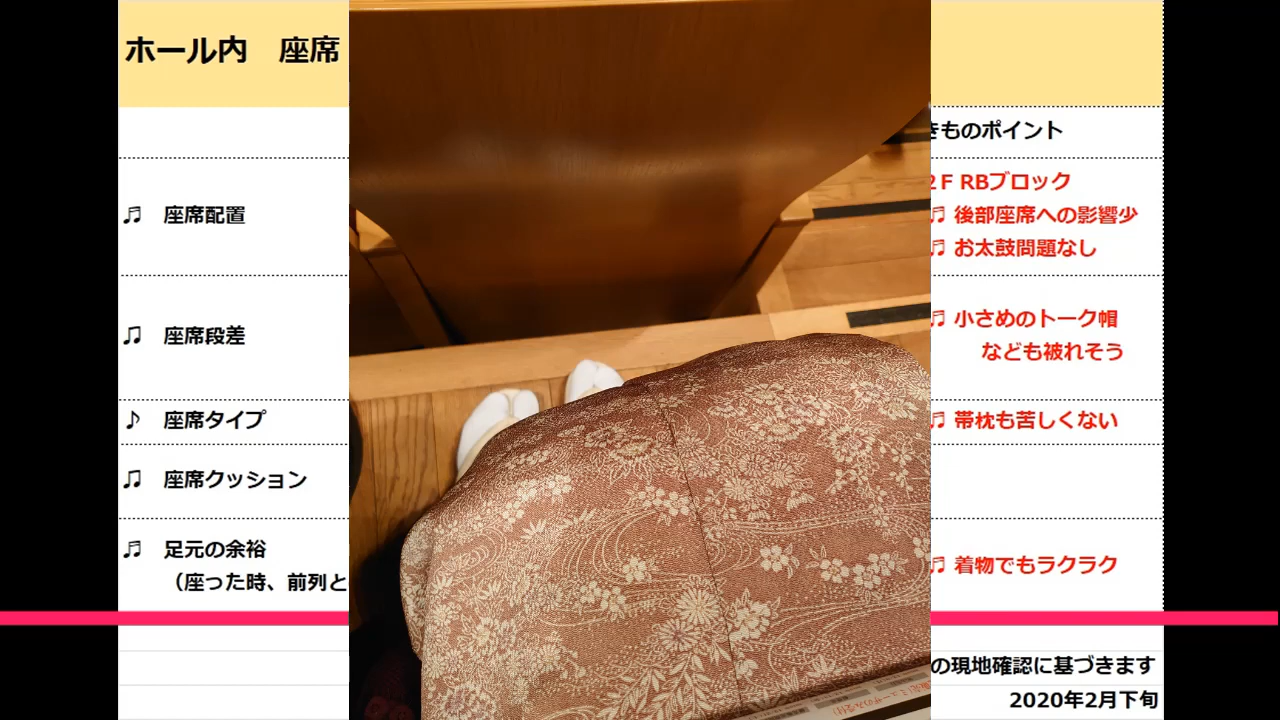 ホール内　座席
きものポイント
2F RBブロック
♬ 座席配置
♬ 後部座席への影響少
♬ お太鼓問題なし
♫ 座席段差
♬ 小さめのトーク帽
なども被れそう
♪ 座席タイプ
♬ 帯枕も苦しくない
♫ 座席クッション
♬ 足元の余裕
（座った時、前列と
♬ 着物でもラクラク
の現地確認に基づきます
2020年2月下旬